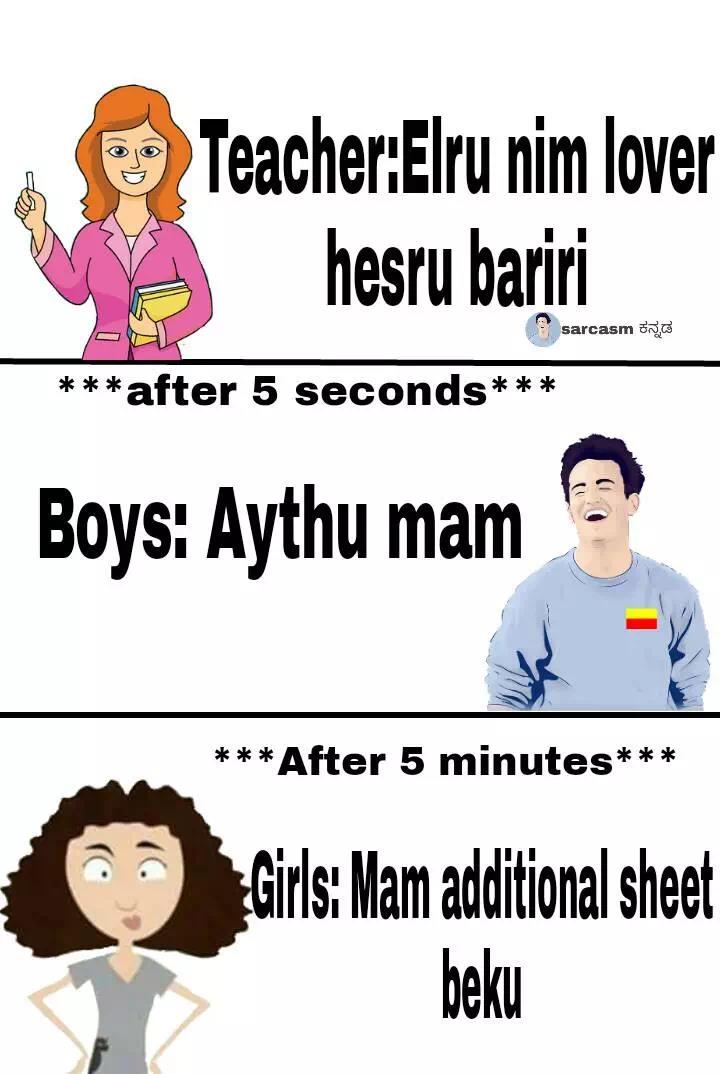 Teacher:Elru nim lover
hesru bariri
sarcasm ಕನ್ನಡ
***after 5 seconds***
Boys: Aythu mam
***After 5 minutes***
Girls: Mam additional sheet
beku